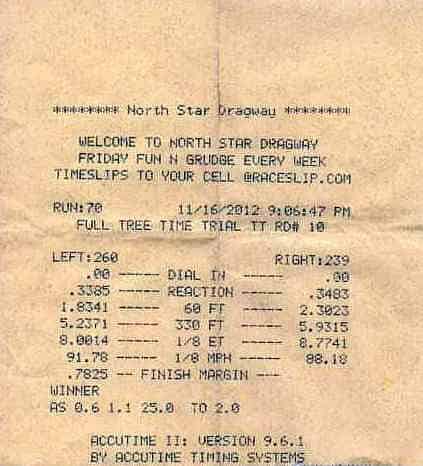 ******** North Star Dragway ********
WELCOME TO NORTH STAR DRAGWAY
FRIDAY FUN N GRUDGE EVERY WEEK
TIMESLIPS TO YOUR CELL @RACESLIP.COM
RUN:70 11/16/2012 9:06:47 PM
FULL TREE TIME TRIAL TT RD# 10
LEFT:260 RIGHT:239
.00 ----- DIAL IN ----- .00
.3385 ----- REACTION ----- .3483
1.8341 ----- 60 FT ----- 2.3023
5.2371 ----- 330 FT ----- 5.9315
8.0014 ----- 1/8 ET ----- 8.7741
91.78 ----- 1/8 MPH ----- 88.18
.7825 -- FINISH MARGIN ---
WINNER
AS 0.6 1.1 25.0 TO 2.0
ACCUTIME II: VERSION 9.6.1
BY ACCUTIME TIMING SYSTEMS